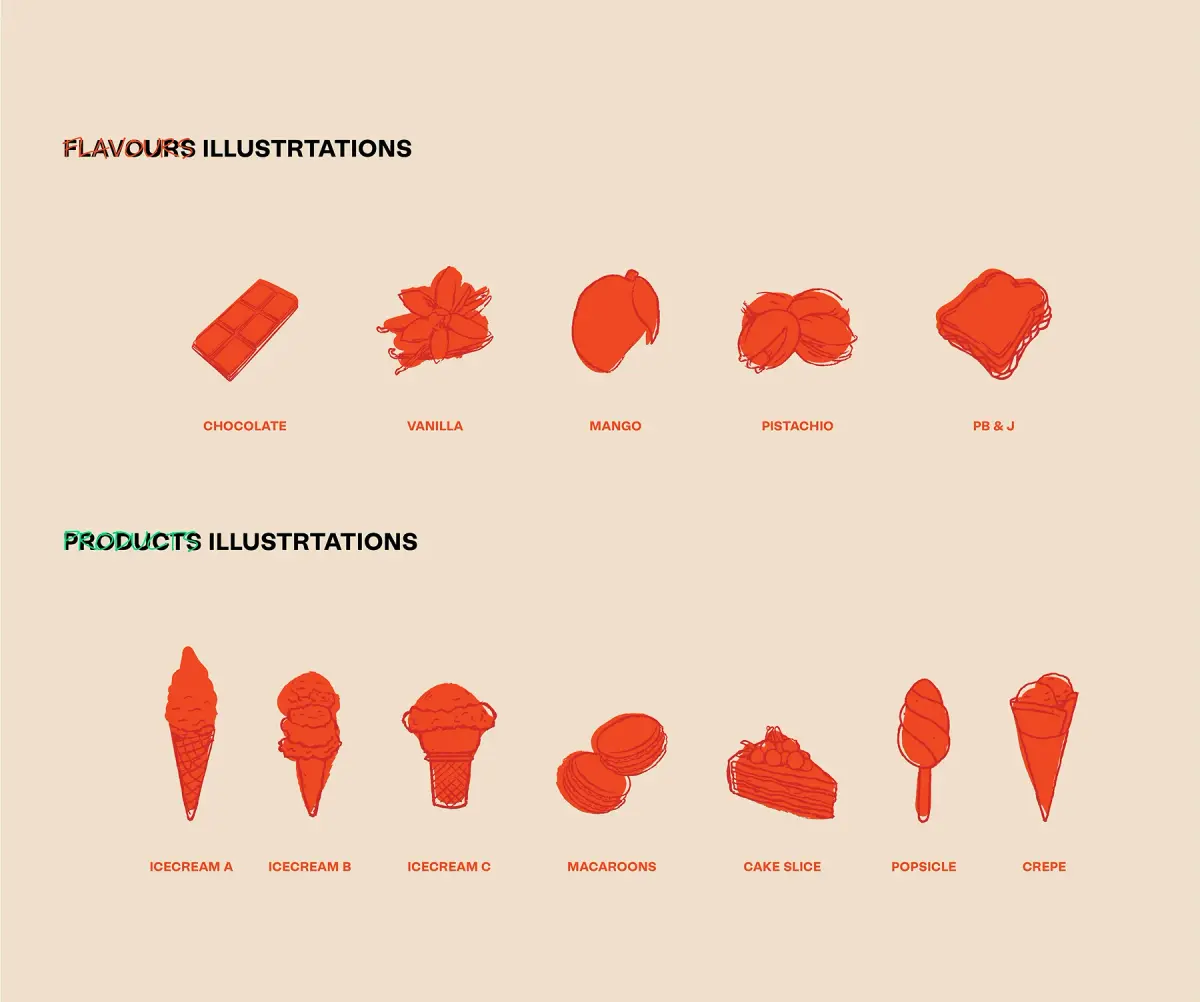 FLAVOURS ILLUSTRTATIONS
CHOCOLATE VANILLA MANGO PISTACHIO PB & J
PRODUCTS ILLUSTRTATIONS
ICECREAM A ICECREAM B ICECREAM C MACAROONS CAKE SLICE POPSICLE CREPE